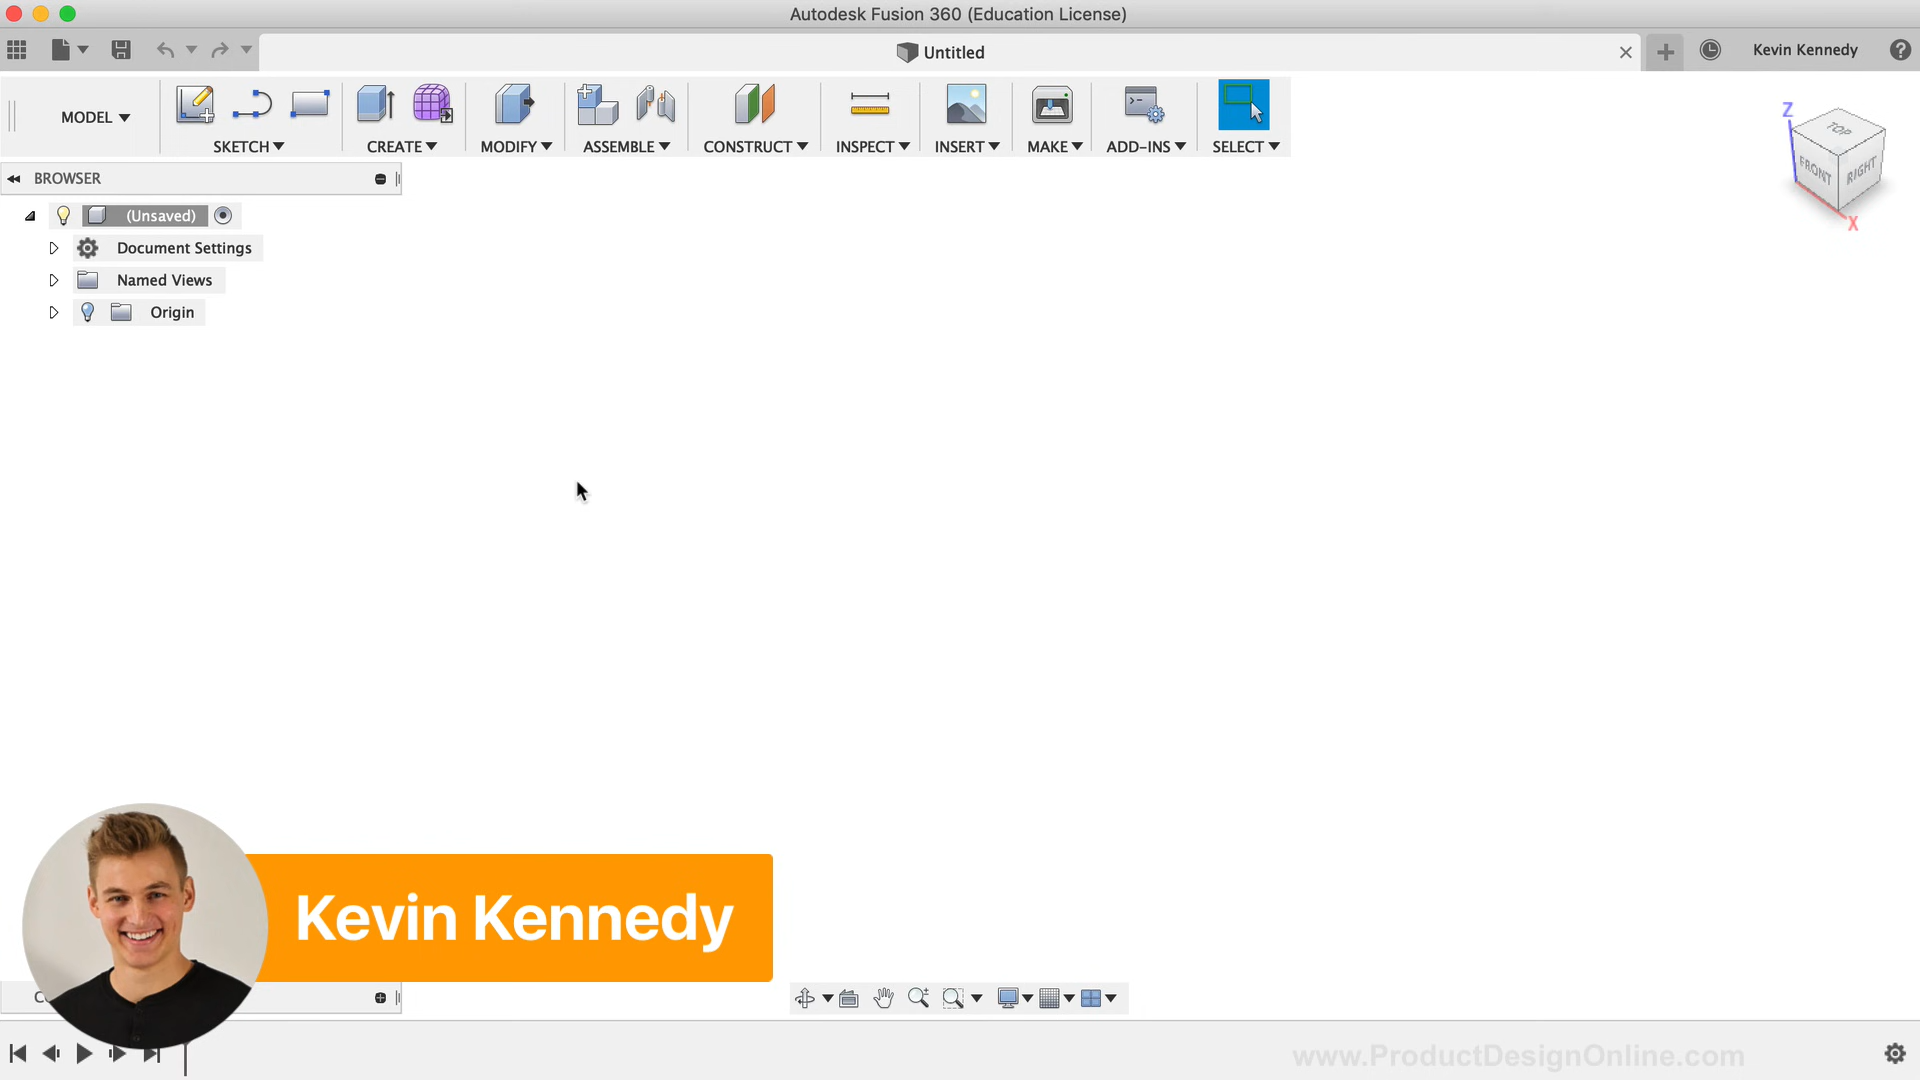 Autodesk Fusion 360 (Education License)
Untitled
Kevin Kennedy
MODEL
SKETCH
CREATE
MODIFY
ASSEMBLE
CONSTRUCT
INSPECT
INSERT
MAKE
ADD-INS
SELECT
Z
TOP
FRONT
RIGHT
X
BROWSER
(Unsaved)
Document Settings
Named Views
Origin
Kevin Kennedy
www.ProductDesignOnline.com